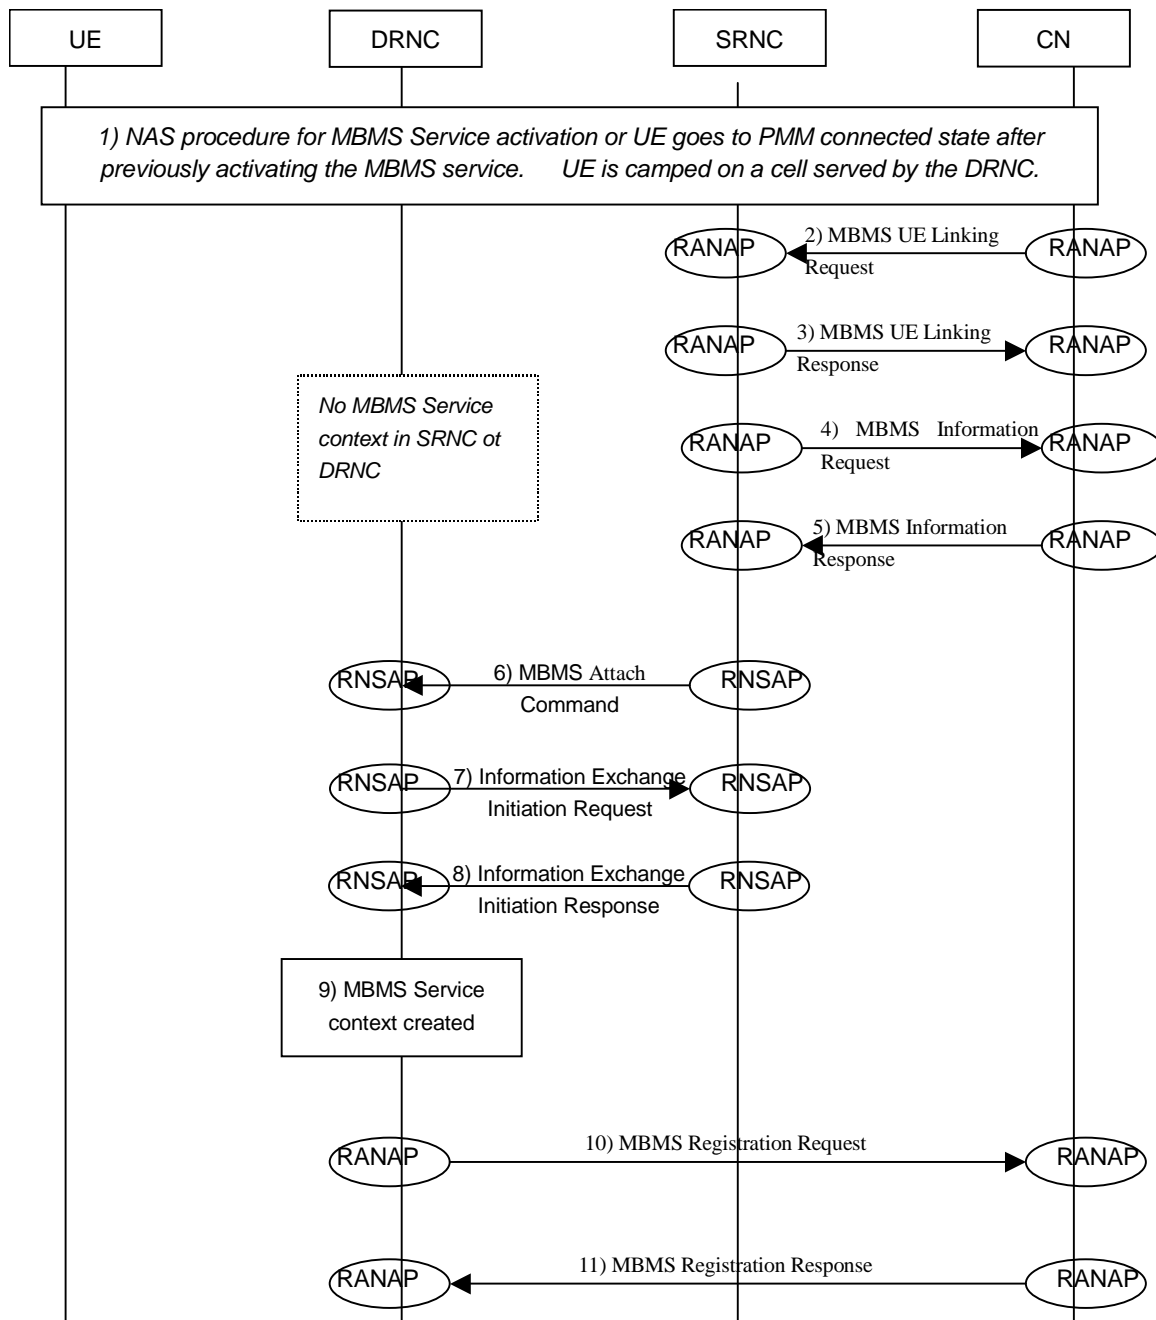 UE
DRNC
SRNC
CN
1) NAS procedure for MBMS Service activation or UE goes to PMM connected state after
previously activating the MBMS service. UE is camped on a cell served by the DRNC.
RANAP
2) MBMS UE Linking
Request
RANAP
RANAP
3) MBMS UE Linking
Response
RANAP
No MBMS Service
context in SRNC ot
DRNC
RANAP
4) MBMS Information
Request
RANAP
RANAP
5) MBMS Information
Response
RANAP
RNSAP
6) MBMS Attach
Command
RNSAP
RNSAP
7) Information Exchange
Initiation Request
RNSAP
RNSAP
8) Information Exchange
Initiation Response
RNSAP
9) MBMS Service
context created
RANAP
10) MBMS Registration Request
RANAP
RANAP
11) MBMS Registration Response
RANAP